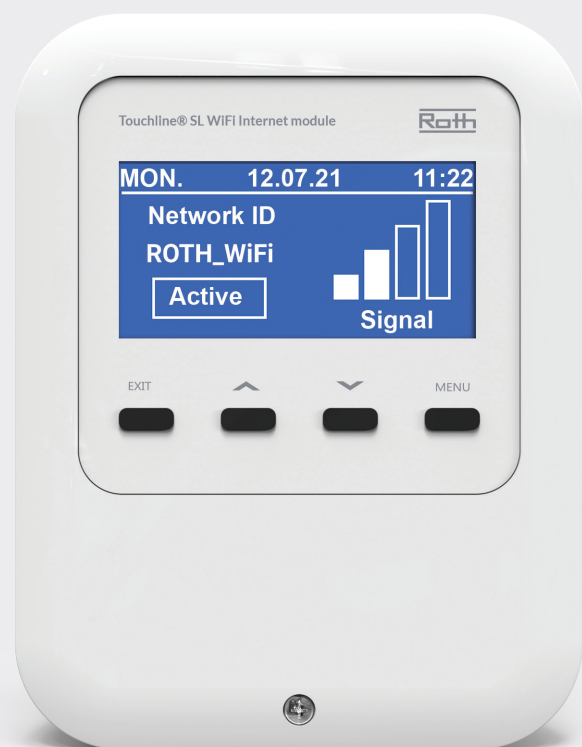 Touchline® SL WiFi Internet module
Roth
MON. 12.07.21 11:22
Network ID
ROTH_WiFi
Active
Signal
EXIT
MENU